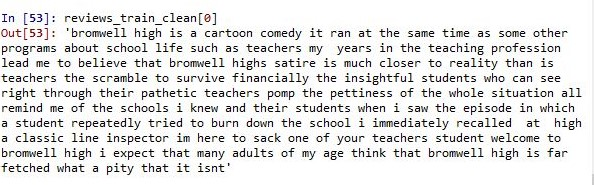 In [53]: reviews_train_clean[0]
Out[53]: 'bromwell high is a cartoon comedy it ran at the same time as some other
programs about school life such as teachers my  years in the teaching profession
lead me to believe that bromwell highs satire is much closer to reality than is
teachers the scramble to survive financially the insightful students who can see
right through their pathetic teachers pomp the pettiness of the whole situation all
remind me of the schools i knew and their students when i saw the episode in which
a student repeatedly tried to burn down the school i immediately recalled  at  high
a classic line inspector im here to sack one of your teachers student welcome to
bromwell high i expect that many adults of my age think that bromwell high is far
fetched what a pity that it isnt'